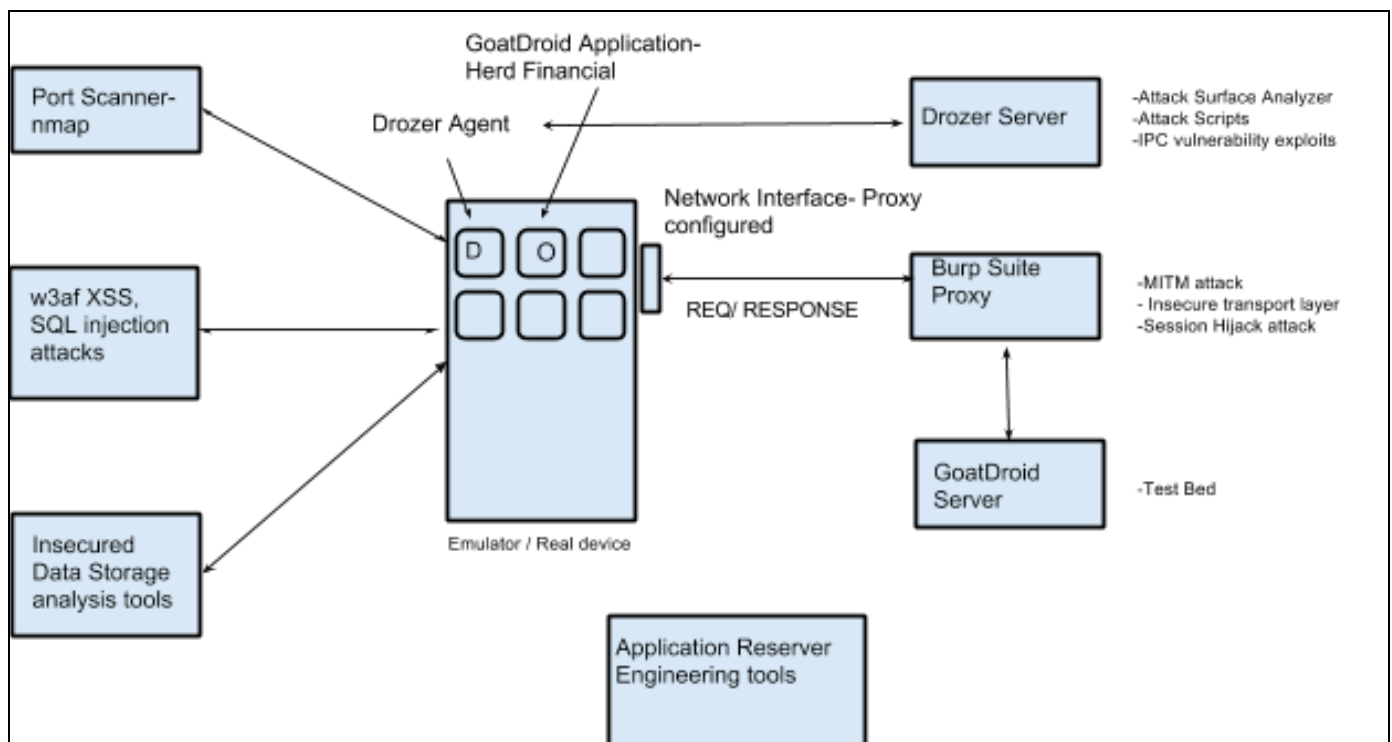 GoatDroid Application-
Herd Financial
Port Scanner-
nmap
Drozer Agent
Drozer Server
-Attack Surface Analyzer
-Attack Scripts
-IPC vulnerability exploits
Network Interface- Proxy
configured
D
O
w3af XSS,
SQL injection
attacks
REQ/ RESPONSE
Burp Suite
Proxy
-MITM attack
- Insecure transport layer
-Session Hijack attack
GoatDroid
Server
-Test Bed
Insecured
Data Storage
analysis tools
Emulator / Real device
Application Reserver
Engineering tools